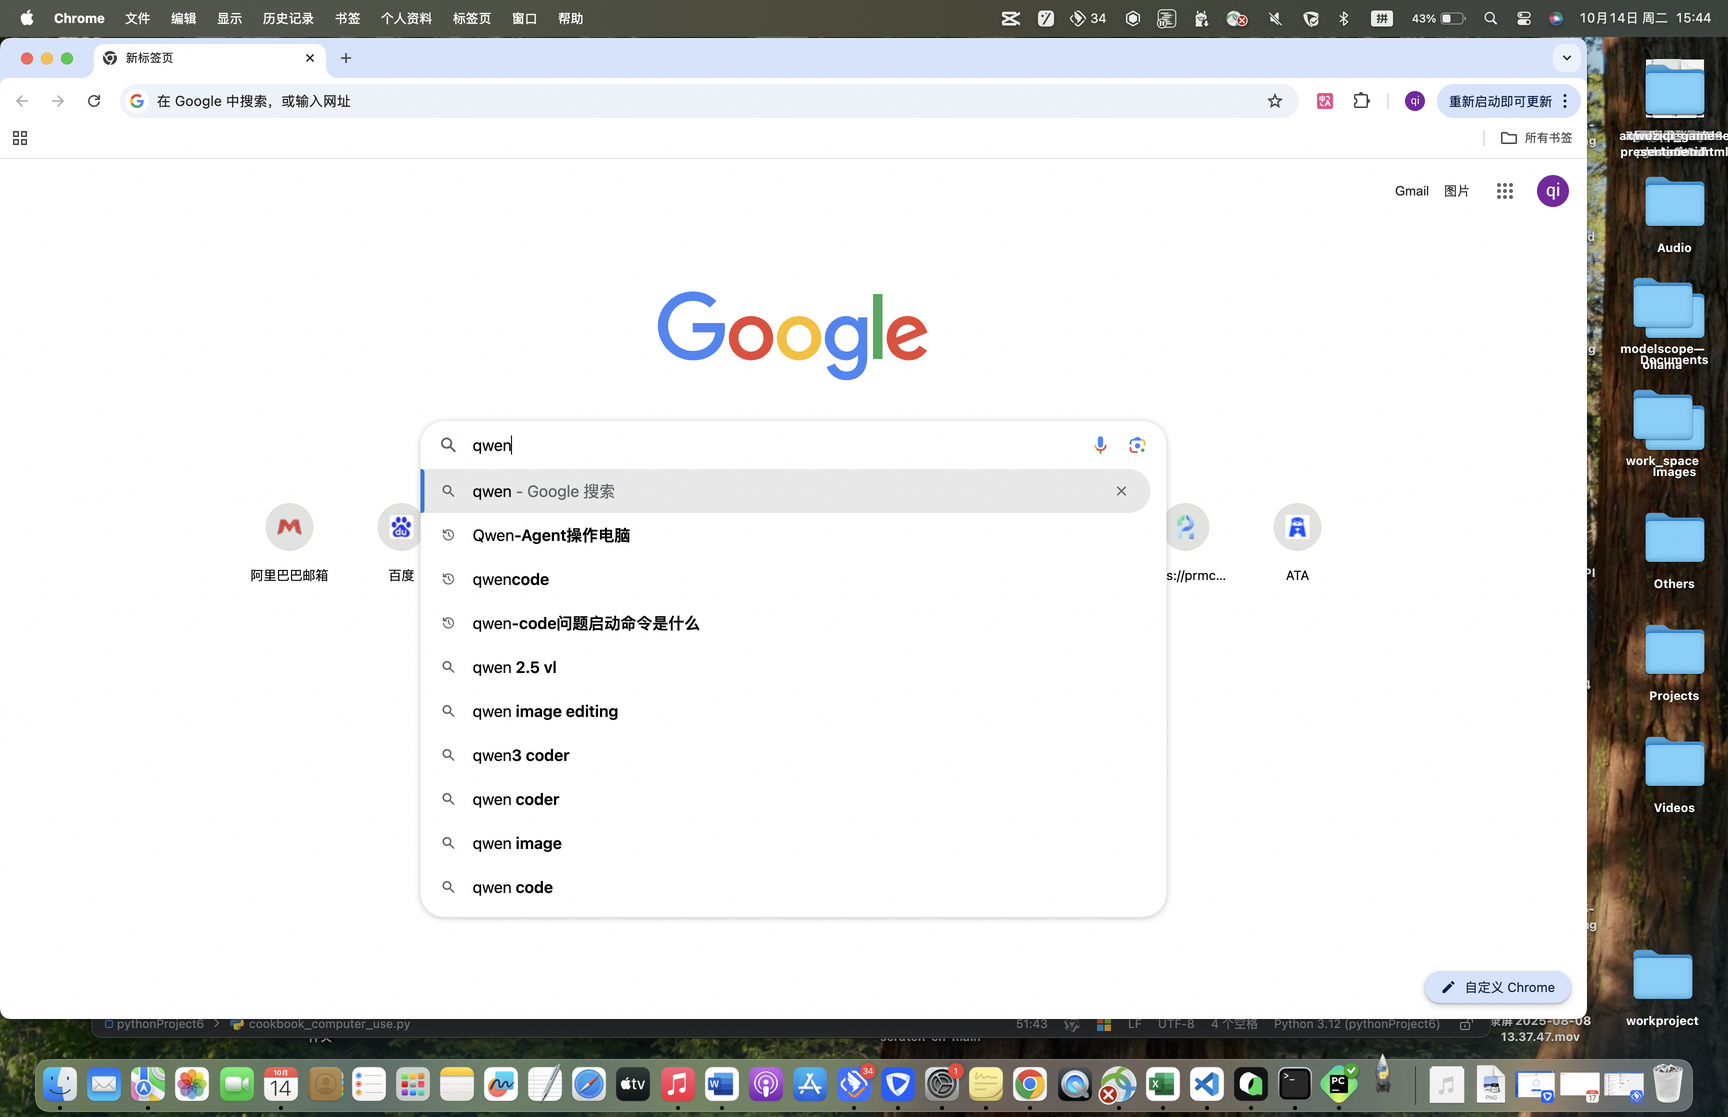 Chrome 文件 编辑 显示 历史记录 书签 个人资料 标签页 窗口 帮助 34 拼 43% 10月14日 周二 15:44
新标签页
在 Google 中搜索，或输入网址 qi 重新启动即可更新
所有书签
Gmail 图片 qi
Google
qwen
qwen - Google 搜索
Qwen-Agent操作电脑
qwencode
qwen-code问题启动命令是什么
qwen 2.5 vl
qwen image editing
qwen3 coder
qwen coder
qwen image
qwen code
阿里巴巴邮箱 百度 s://prmc... ATA
自定义 Chrome
Audio
modelscope—
Documents
ollama
work_space
Images
Others
Projects
Videos
workproject
pythonProject6 cookbook_computer_use.py 51:43 LF UTF-8 4 个空格 Python 3.12 (pythonProject6)
2025-08-08
13.37.47.mov
10月
14
tv
34
1
PC
PNG
17